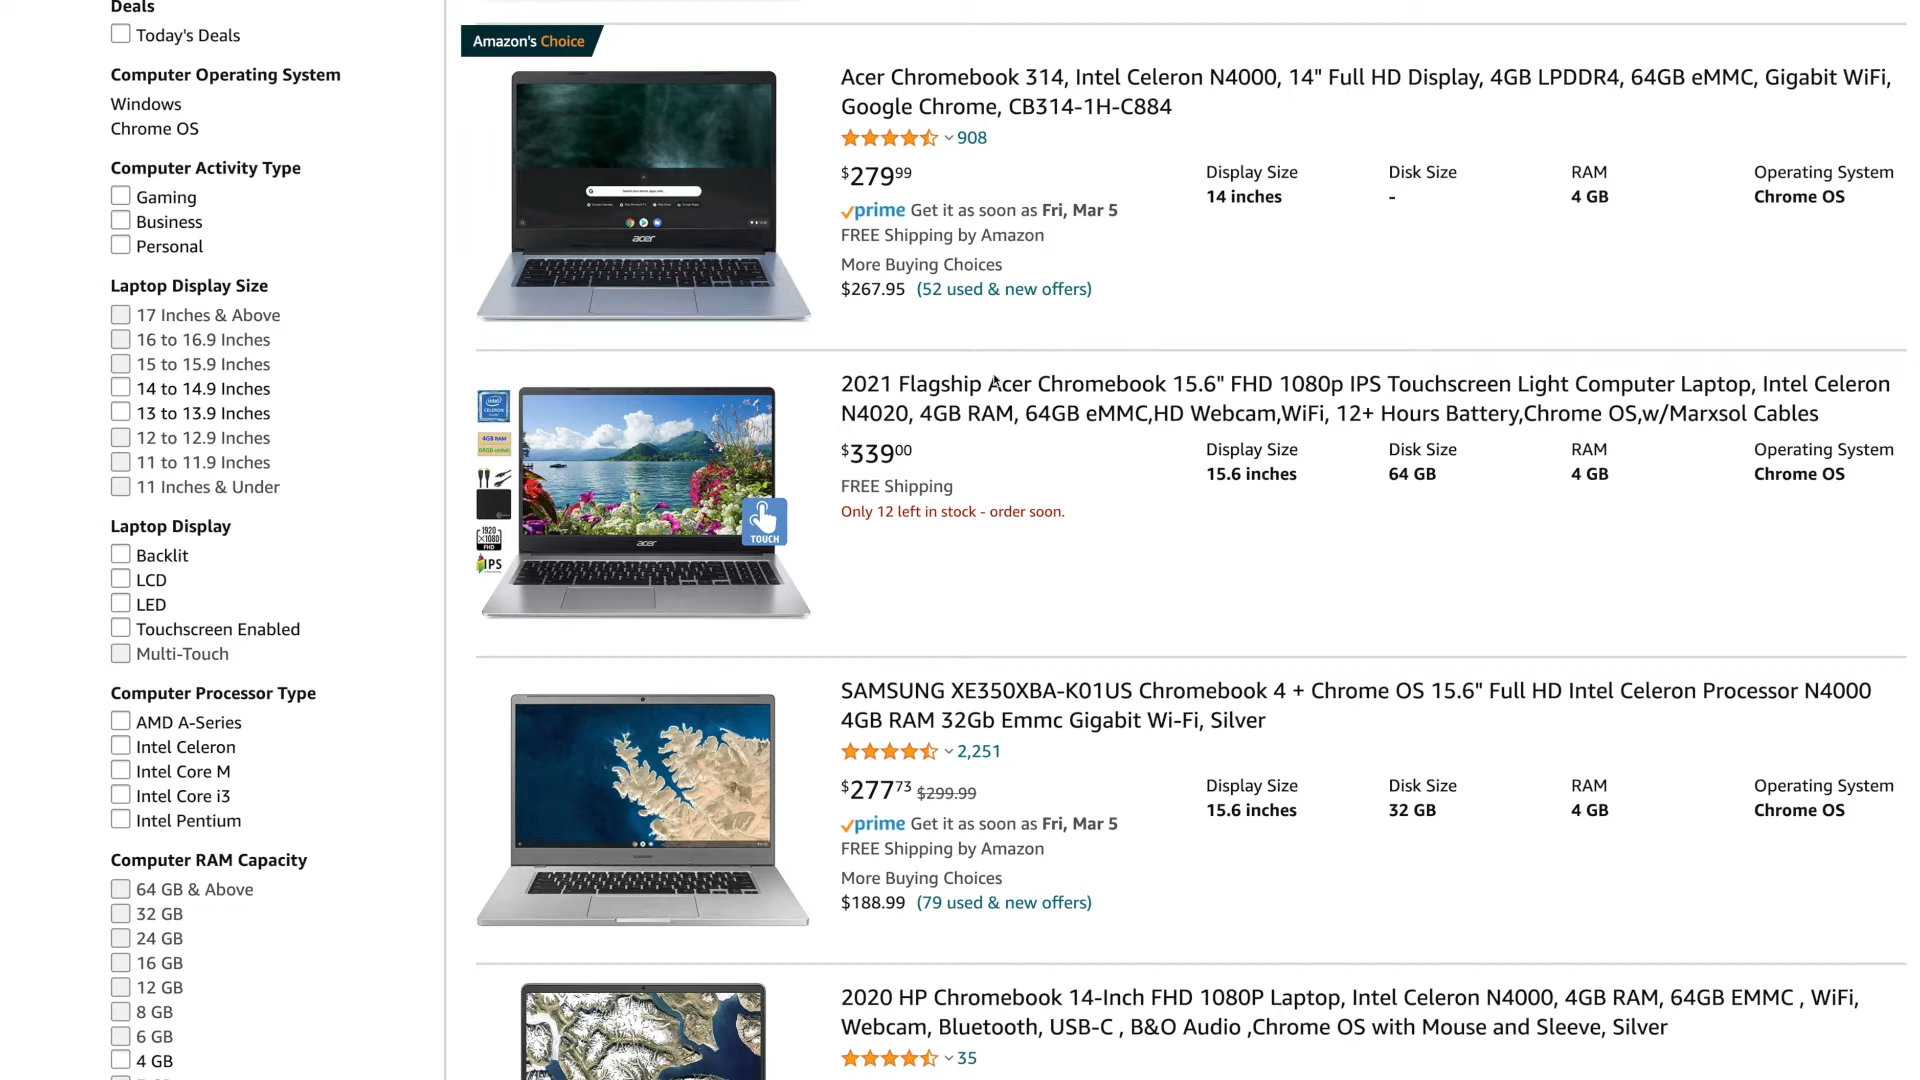 Deals
Today's Deals
Computer Operating System
Windows
Chrome OS
Computer Activity Type
Gaming
Business
Personal
Laptop Display Size
17 Inches & Above
16 to 16.9 Inches
15 to 15.9 Inches
14 to 14.9 Inches
13 to 13.9 Inches
12 to 12.9 Inches
11 to 11.9 Inches
11 Inches & Under
Laptop Display
Backlit
LCD
LED
Touchscreen Enabled
Multi-Touch
Computer Processor Type
AMD A-Series
Intel Celeron
Intel Core M
Intel Core i3
Intel Pentium
Computer RAM Capacity
64 GB & Above
32 GB
24 GB
16 GB
12 GB
8 GB
6 GB
4 GB
Amazon's Choice
acer
Acer Chromebook 314, Intel Celeron N4000, 14" Full HD Display, 4GB LPDDR4, 64GB eMMC, Gigabit WiFi,
Google Chrome, CB314-1H-C884
908
$279 99
prime Get it as soon as Fri, Mar 5
FREE Shipping by Amazon
More Buying Choices
$267.95 (52 used & new offers)
Display Size Disk Size RAM Operating System
14 inches - 4 GB Chrome OS
intel
CELERON
4GB RAM
64GB eMMC
1920
×1080
FHD
IPS
TOUCH
acer
2021 Flagship Acer Chromebook 15.6" FHD 1080p IPS Touchscreen Light Computer Laptop, Intel Celeron
N4020, 4GB RAM, 64GB eMMC,HD Webcam,WiFi, 12+ Hours Battery,Chrome OS,w/Marxsol Cables
$339 00
FREE Shipping
Only 12 left in stock - order soon.
Display Size Disk Size RAM Operating System
15.6 inches 64 GB 4 GB Chrome OS
SAMSUNG XE350XBA-K01US Chromebook 4 + Chrome OS 15.6" Full HD Intel Celeron Processor N4000
4GB RAM 32Gb Emmc Gigabit Wi-Fi, Silver
2,251
$277 73 $299.99
prime Get it as soon as Fri, Mar 5
FREE Shipping by Amazon
More Buying Choices
$188.99 (79 used & new offers)
Display Size Disk Size RAM Operating System
15.6 inches 32 GB 4 GB Chrome OS
2020 HP Chromebook 14-Inch FHD 1080P Laptop, Intel Celeron N4000, 4GB RAM, 64GB EMMC , WiFi,
Webcam, Bluetooth, USB-C , B&O Audio ,Chrome OS with Mouse and Sleeve, Silver
35